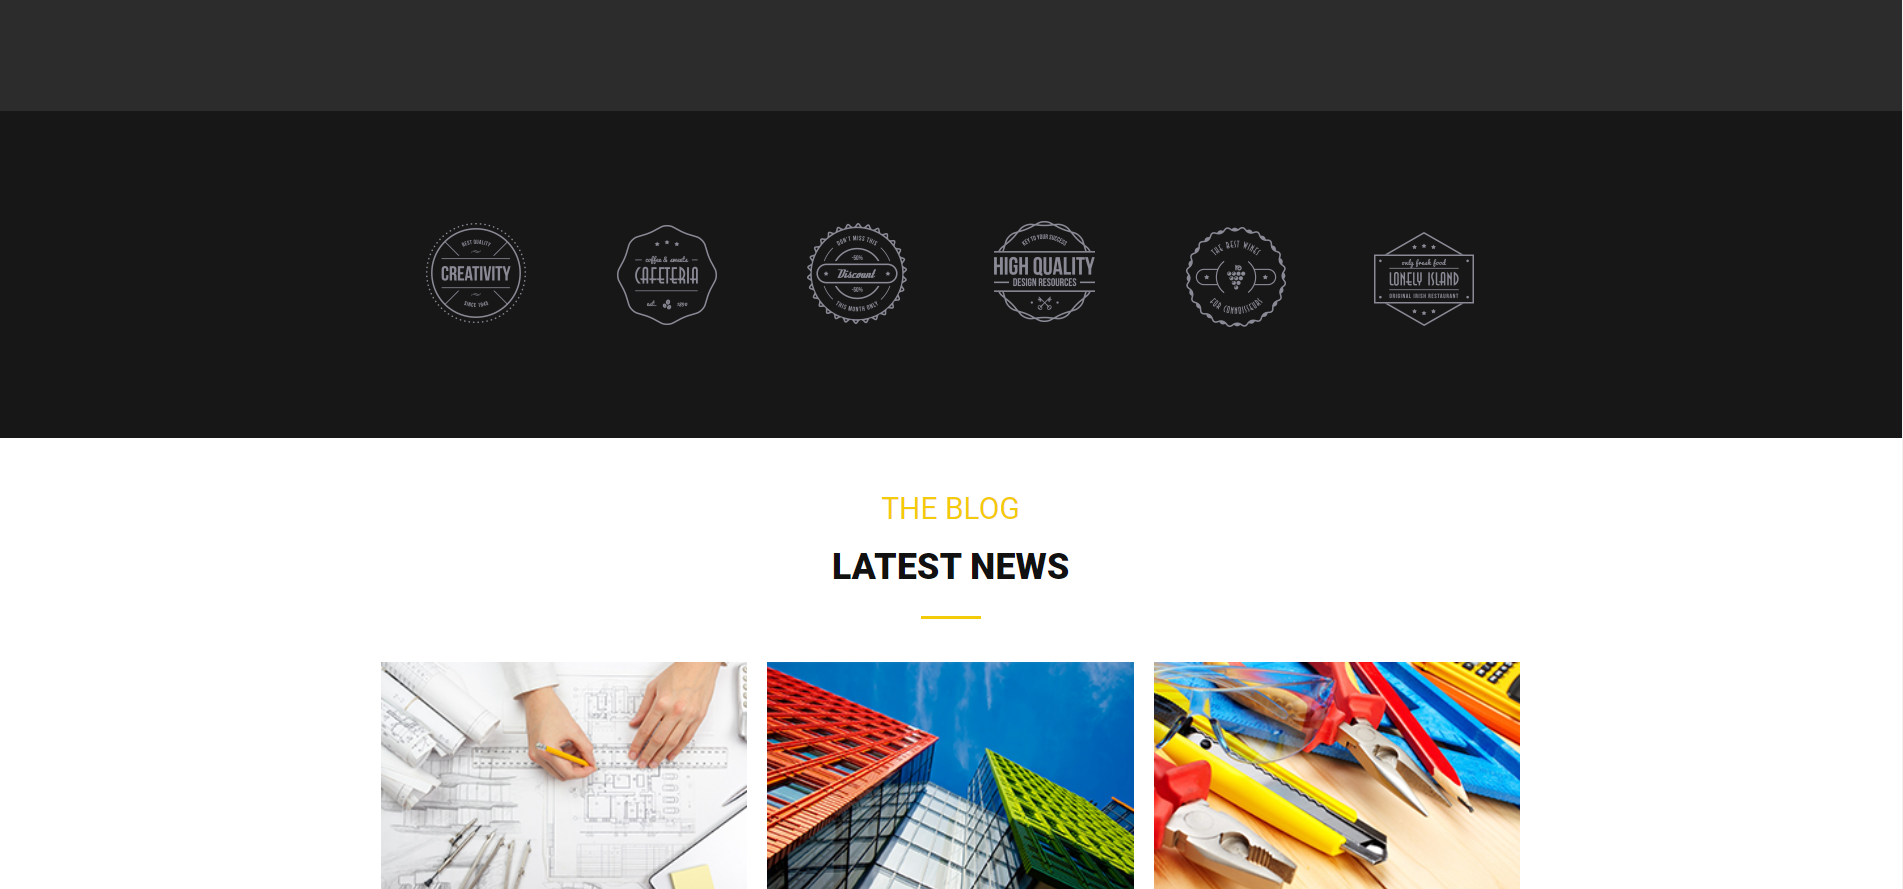 BEST QUALITY
CREATIVITY
SINCE 1945
coffee & sweets
CAFETERIA
est. 1890
DON'T MISS THIS
-50%
Discount
-50%
THIS MONTH ONLY
KEY TO YOUR SUCCESS
HIGH QUALITY
DESIGN RESOURCES
THE BEST WINES
FOR CONNOISSEURS
only fresh food
LONELY ISLAND
ORIGINAL IRISH RESTAURANT
THE BLOG
LATEST NEWS